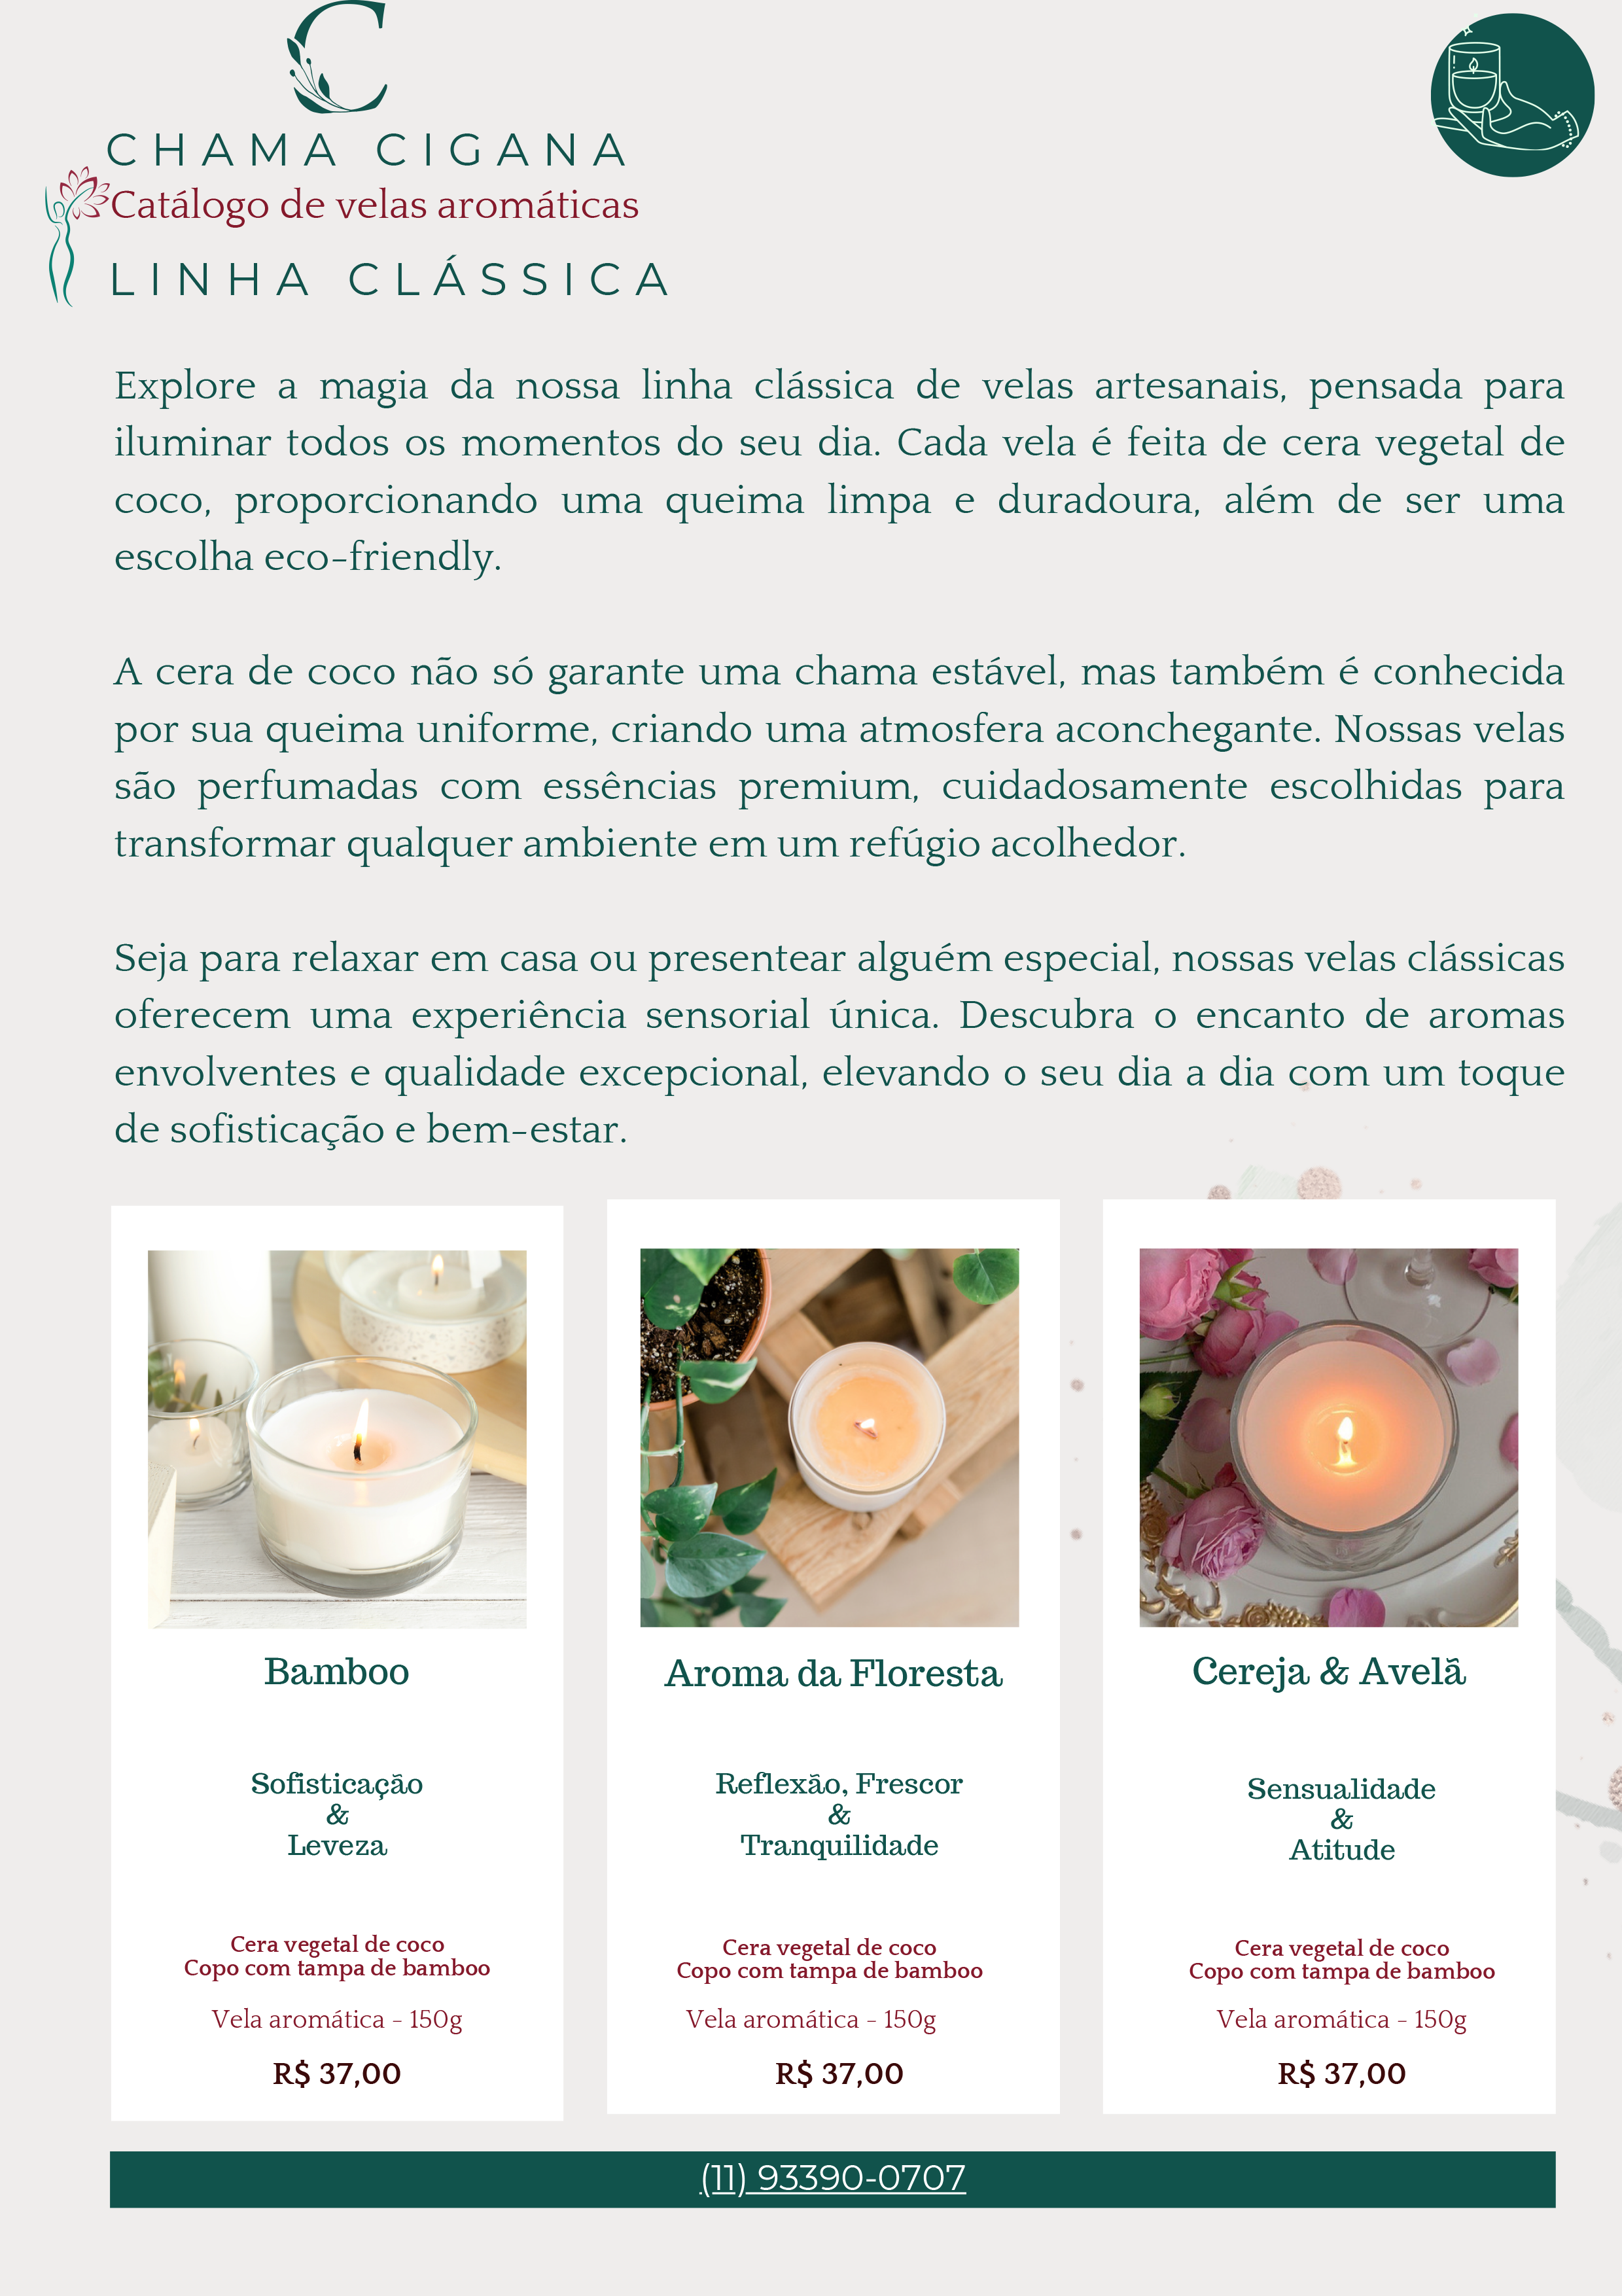 C
CHAMA CIGANA
Catálogo de velas aromáticas
LINHA CLÁSSICA
Explore a magia da nossa linha clássica de velas artesanais, pensada para
iluminar todos os momentos do seu dia. Cada vela é feita de cera vegetal de
coco, proporcionando uma queima limpa e duradoura, além de ser uma
escolha eco-friendly.
A cera de coco não só garante uma chama estável, mas também é conhecida
por sua queima uniforme, criando uma atmosfera aconchegante. Nossas velas
são perfumadas com essências premium, cuidadosamente escolhidas para
transformar qualquer ambiente em um refúgio acolhedor.
Seja para relaxar em casa ou presentear alguém especial, nossas velas clássicas
oferecem uma experiência sensorial única. Descubra o encanto de aromas
envolventes e qualidade excepcional, elevando o seu dia a dia com um toque
de sofisticação e bem-estar.
Bamboo
Sofisticação
&
Leveza
Cera vegetal de coco
Copo com tampa de bamboo
Vela aromática - 150g
R$ 37,00
Aroma da Floresta
Reflexão, Frescor
&
Tranquilidade
Cera vegetal de coco
Copo com tampa de bamboo
Vela aromática - 150g
R$ 37,00
Cereja & Avelã
Sensualidade
&
Atitude
Cera vegetal de coco
Copo com tampa de bamboo
Vela aromática - 150g
R$ 37,00
(11) 93390-0707